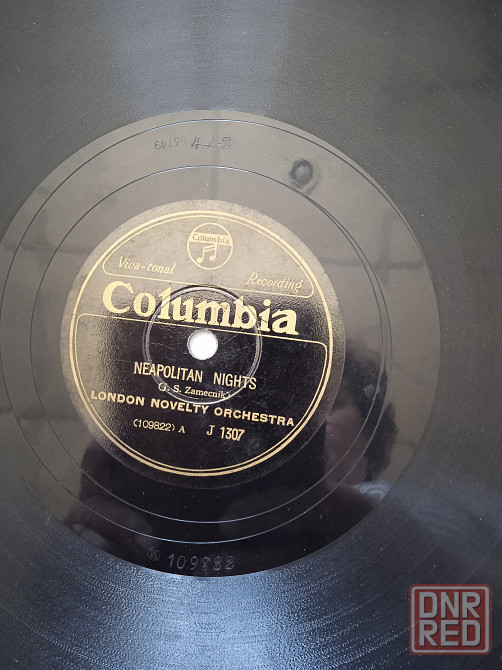 Columbia
Viva-tonal Recording
Columbia
NEAPOLITAN NIGHTS
(J. S. Zamecnik)
LONDON NOVELTY ORCHESTRA
(109822) A J 1307
109822
DNR
RED